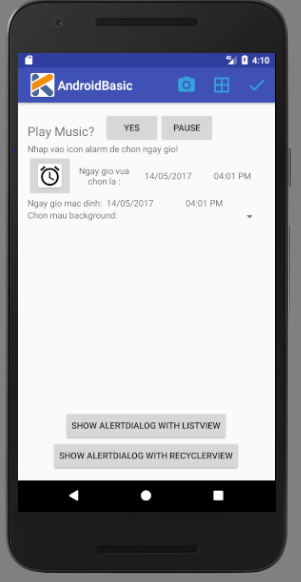 4:10
AndroidBasic
Play Music? YES PAUSE
Nhap vao icon alarm de chon ngay gio!
Ngay gio vua
chon la : 14/05/2017 04:01 PM
Ngay gio mac dinh: 14/05/2017 04:01 PM
Chon mau background:
SHOW ALERTDIALOG WITH LISTVIEW
SHOW ALERTDIALOG WITH RECYCLERVIEW